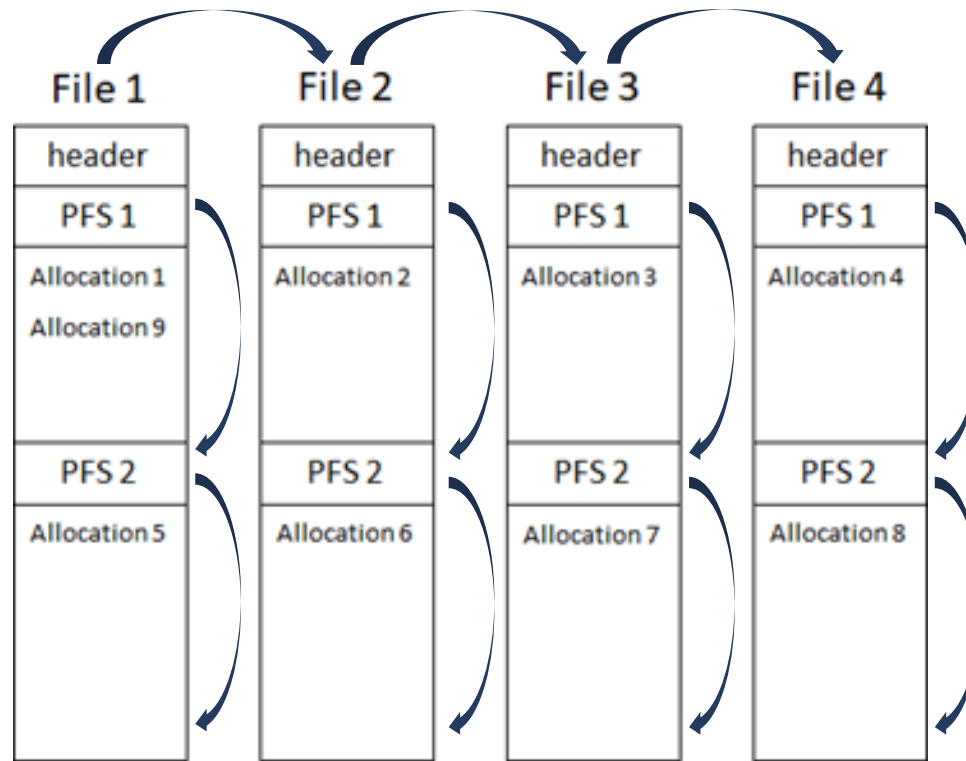 File 1
header
PFS 1
Allocation 1
Allocation 9
PFS 2
Allocation 5
File 2
header
PFS 1
Allocation 2
PFS 2
Allocation 6
File 3
header
PFS 1
Allocation 3
PFS 2
Allocation 7
File 4
header
PFS 1
Allocation 4
PFS 2
Allocation 8